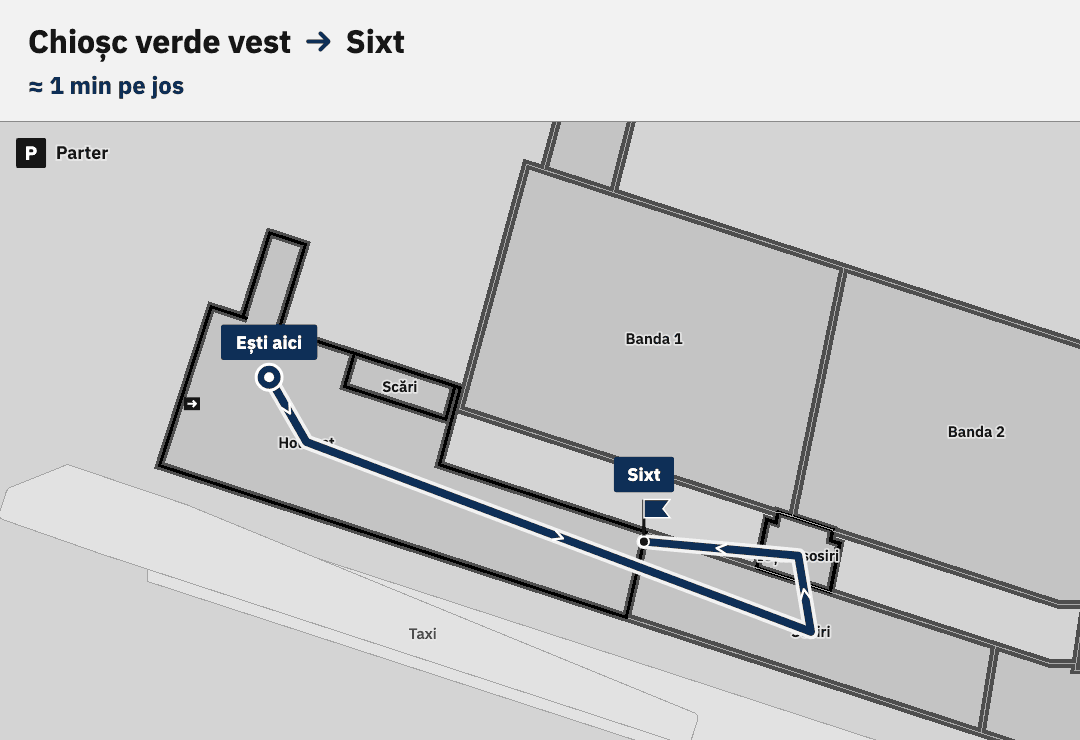 Chioșc verde vest → Sixt
≈ 1 min pe jos
P Parter
Ești aici
Banda 1
Scări
Banda 2
Sixt
Taxi